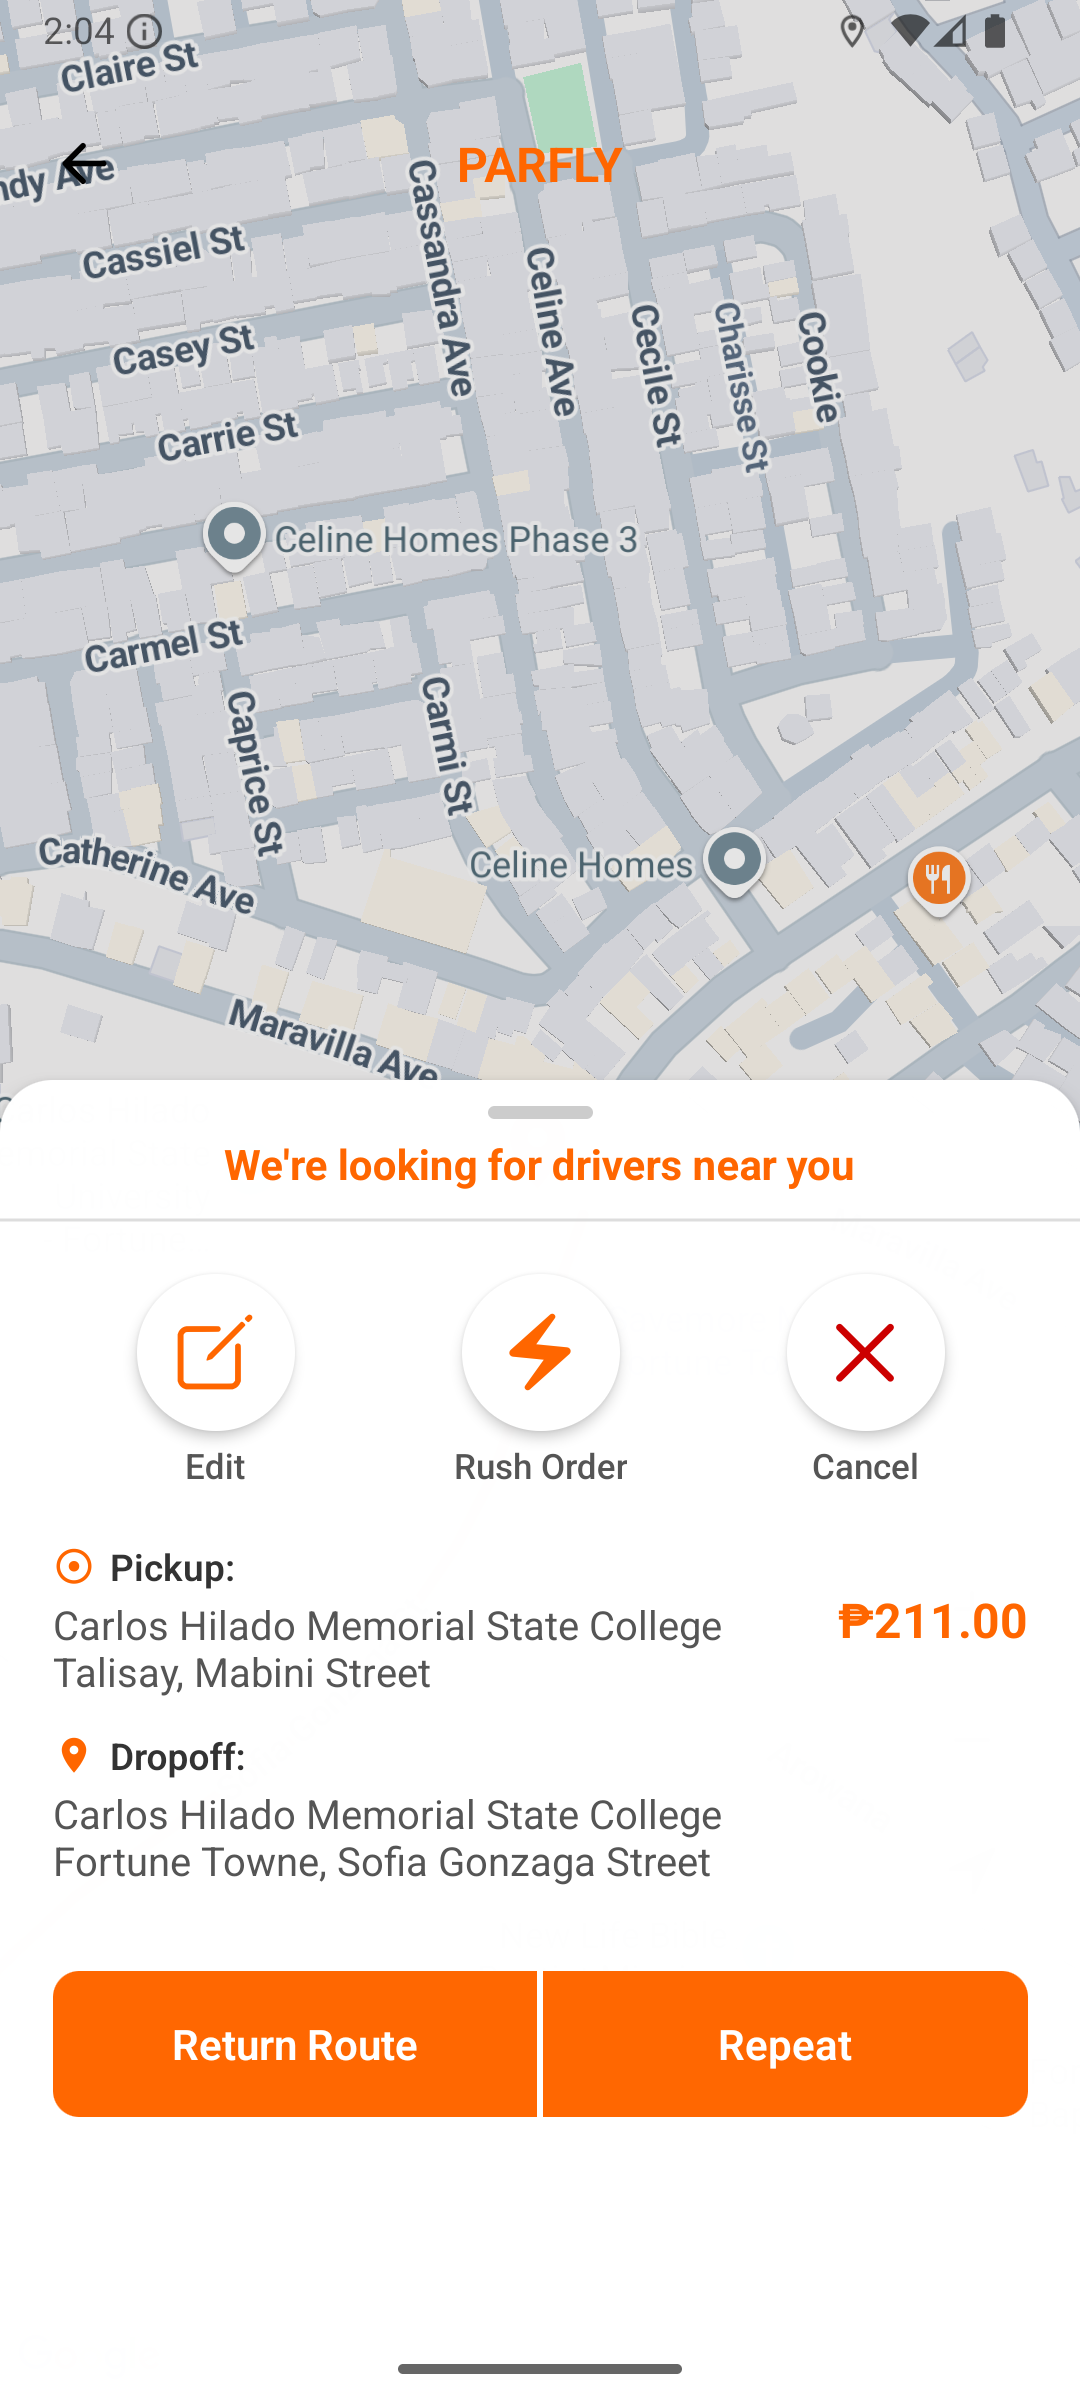 2:04
Claire St
ndy Ave
PARFLY
Cassiel St
Cassandra Ave
Celine Ave
Cecile St
Charisse St
Cookie
Casey St
Carrie St
Celine Homes Phase 3
Carmel St
Caprice St
Carmi St
Catherine Ave
Celine Homes
Maravilla Ave
We're looking for drivers near you
Edit
Rush Order
Cancel
Pickup:
Carlos Hilado Memorial State College
Talisay, Mabini Street
₱211.00
Dropoff:
Carlos Hilado Memorial State College
Fortune Towne, Sofia Gonzaga Street
Return Route
Repeat